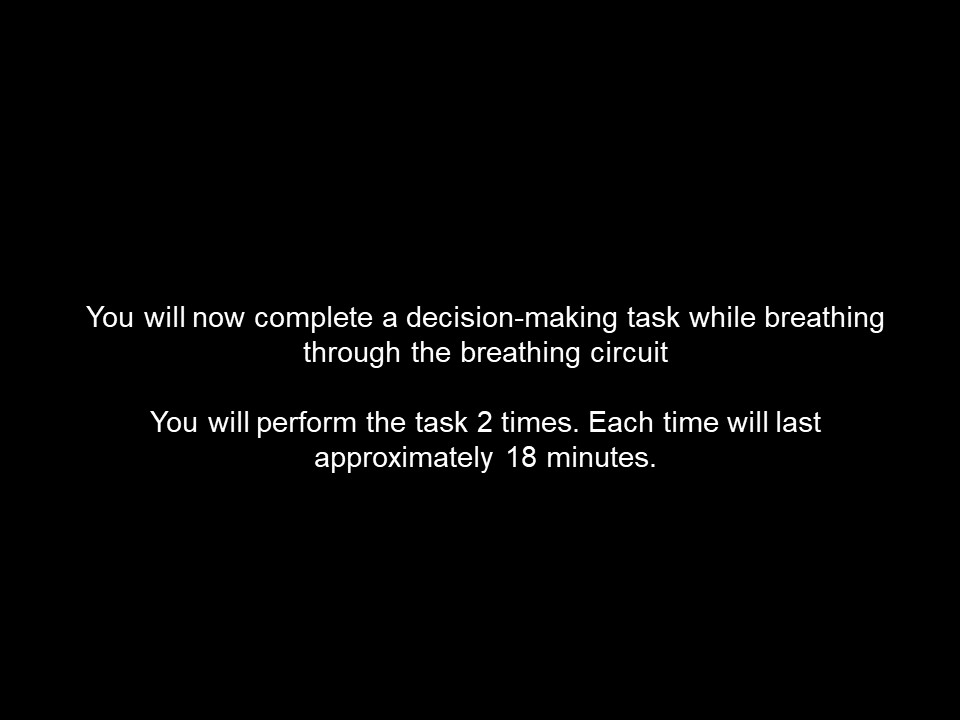 You will now complete a decision-making task while breathing
through the breathing circuit
You will perform the task 2 times. Each time will last
approximately 18 minutes.